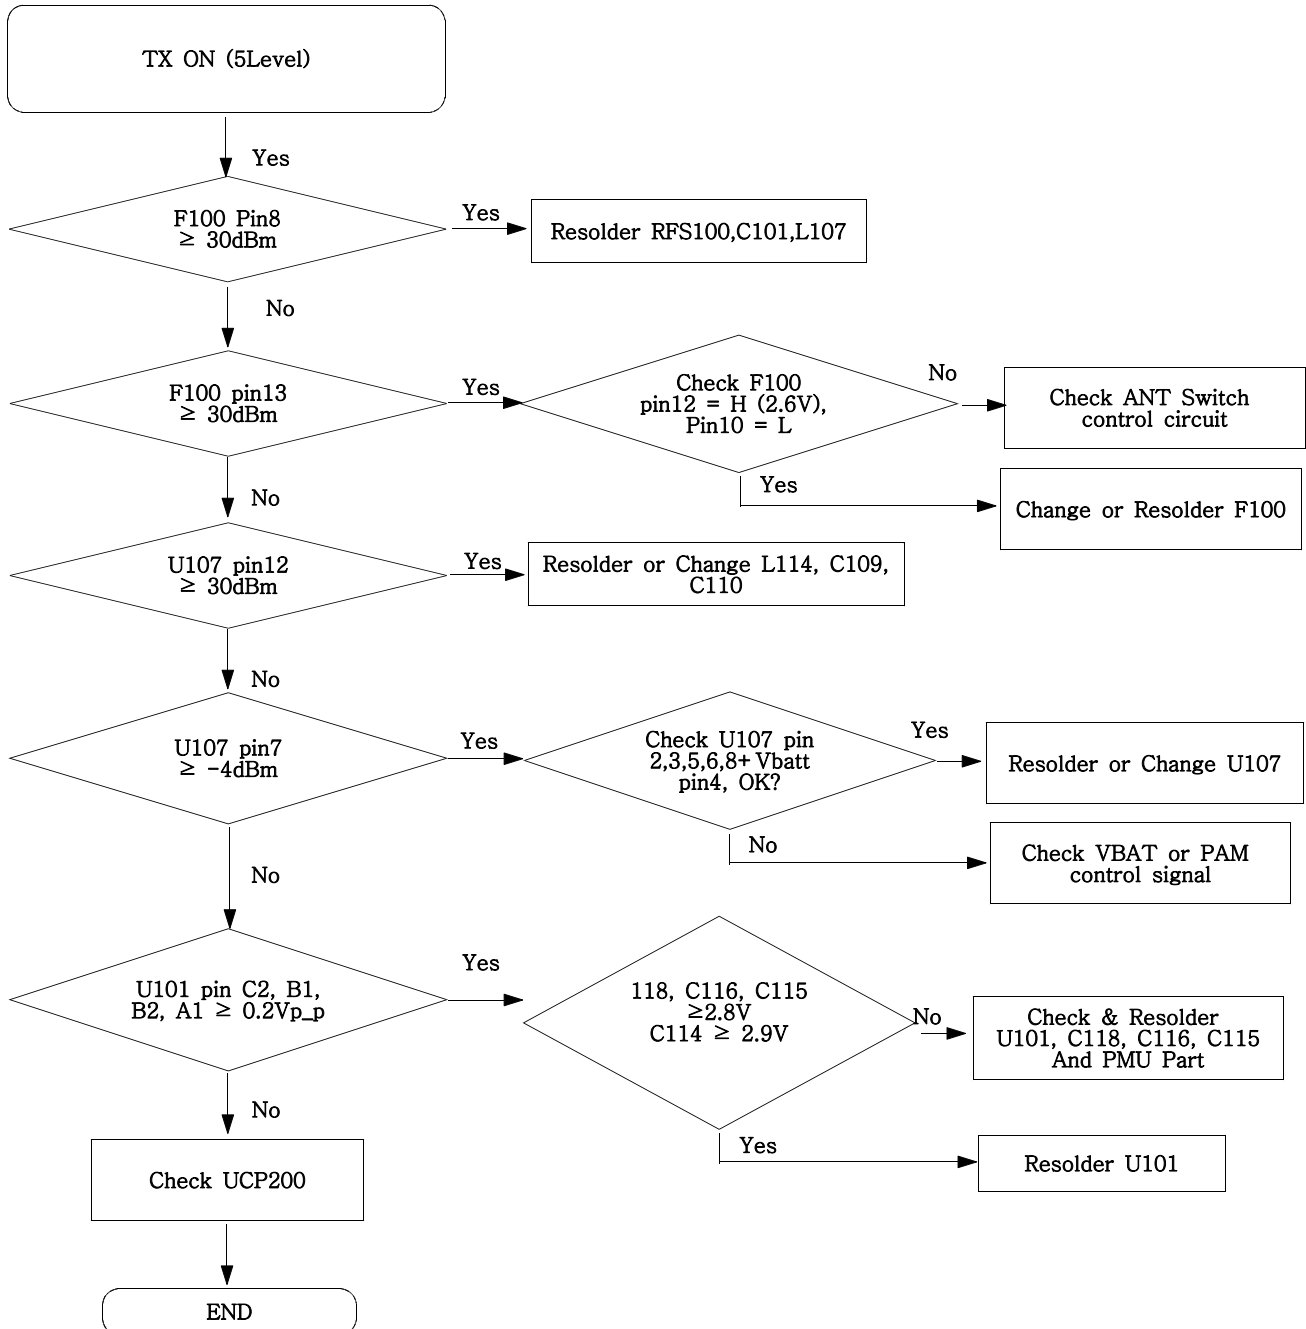 TX ON (5Level)
Yes
F100 Pin8
≥ 30dBm
Yes
Resolder RFS100,C101,L107
No
F100 pin13
≥ 30dBm
Yes
Check F100
pin12 = H (2.6V),
Pin10 = L
No
Check ANT Switch
control circuit
Yes
Change or Resolder F100
No
U107 pin12
≥ 30dBm
Yes
Resolder or Change L114, C109,
C110
No
U107 pin7
≥ -4dBm
Yes
Check U107 pin
2,3,5,6,8+ Vbatt
pin4, OK?
Yes
Resolder or Change U107
No
Check VBAT or PAM
control signal
No
U101 pin C2, B1,
B2, A1 ≥ 0.2Vp_p
Yes
118, C116, C115
≥2.8V
C114 ≥ 2.9V
No
Check & Resolder
U101, C118, C116, C115
And PMU Part
Yes
Resolder U101
No
Check UCP200
END